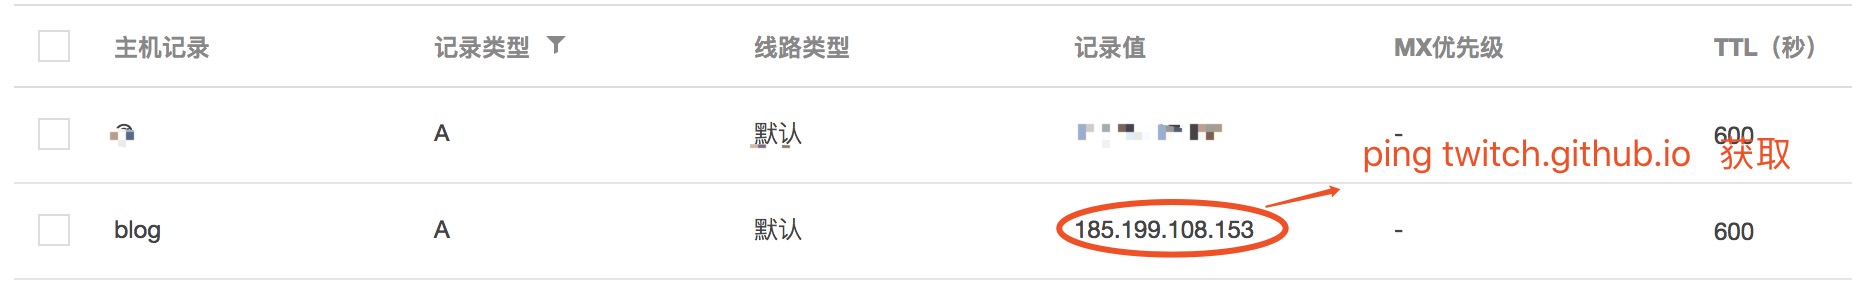 主机记录 记录类型 线路类型 记录值 MX优先级 TTL（秒）
A 默认 - 600
ping twitch.github.io 获取
blog A 默认 185.199.108.153 - 600